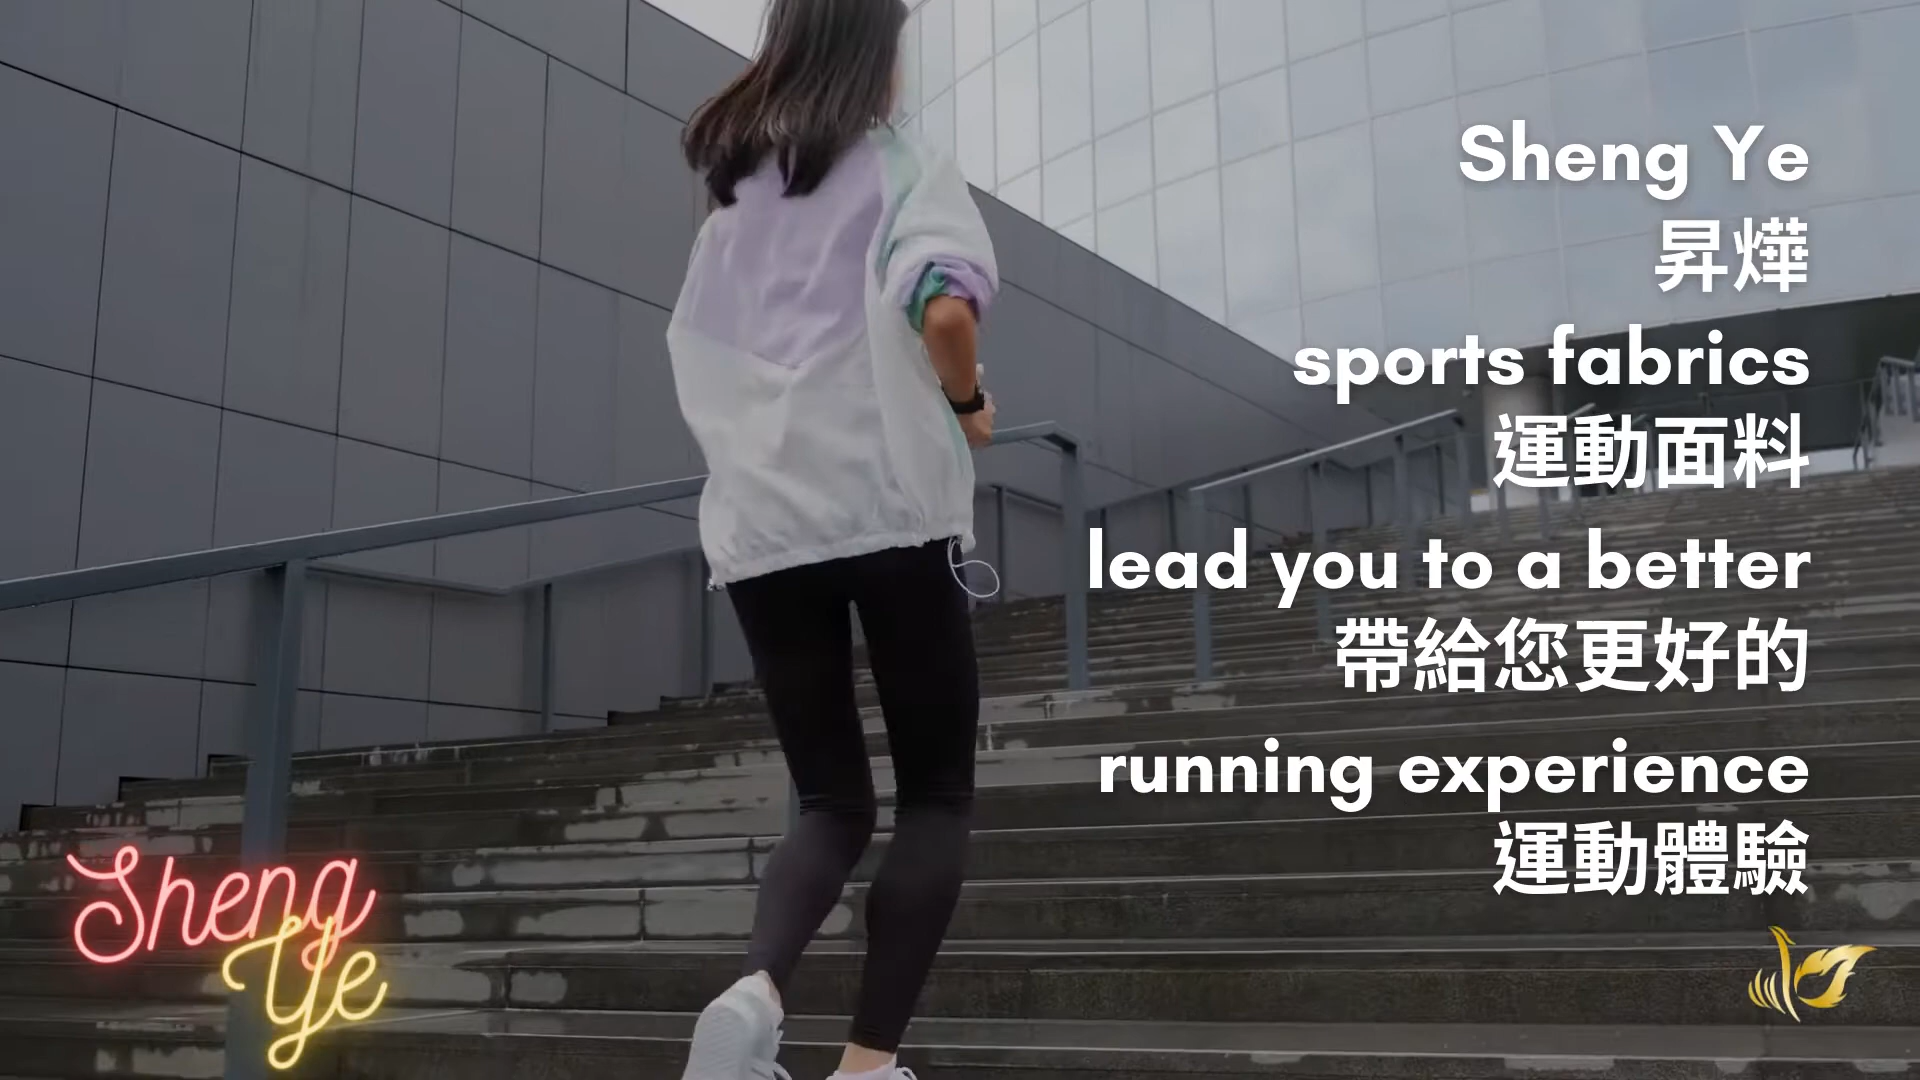 Sheng Ye
昇燁
sports fabrics
運動面料
lead you to a better
帶給您更好的
running experience
運動體驗
Sheng
Ye